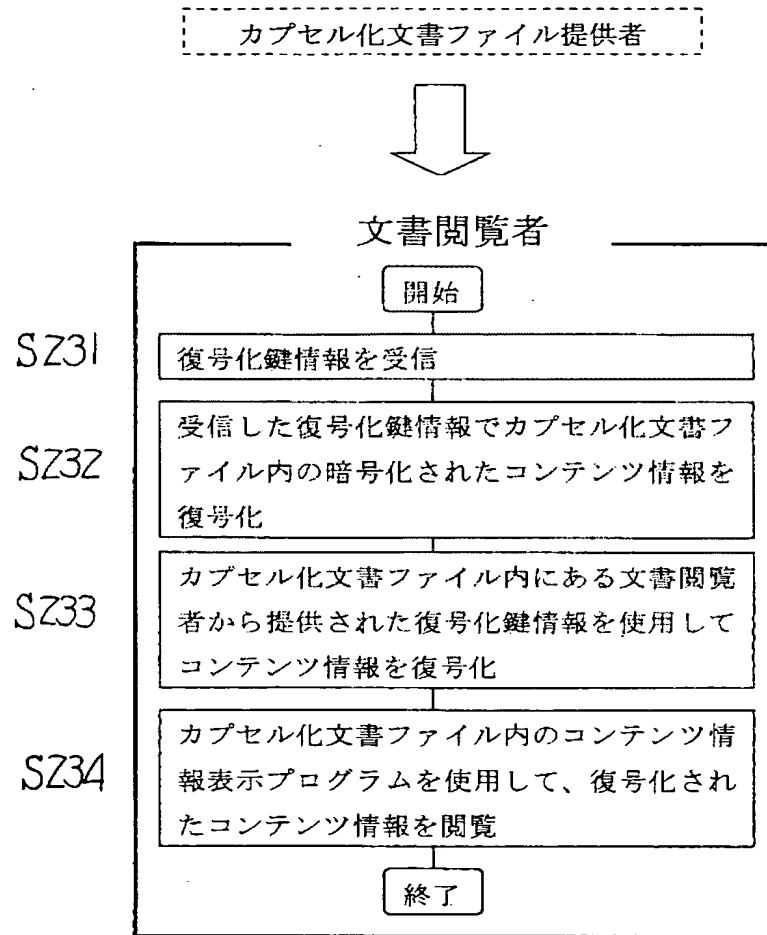 カプセル化文書ファイル提供者
文書閲覧者
開始
SZ31
復号化鍵情報を受信
SZ32
受信した復号化鍵情報でカプセル化文書フ
ァイル内の暗号化されたコンテンツ情報を
復号化
SZ33
カプセル化文書ファイル内にある文書閲覧
者から提供された復号化鍵情報を使用して
コンテンツ情報を復号化
SZ34
カプセル化文書ファイル内のコンテンツ情
報表示プログラムを使用して、復号化され
たコンテンツ情報を閲覧
終了